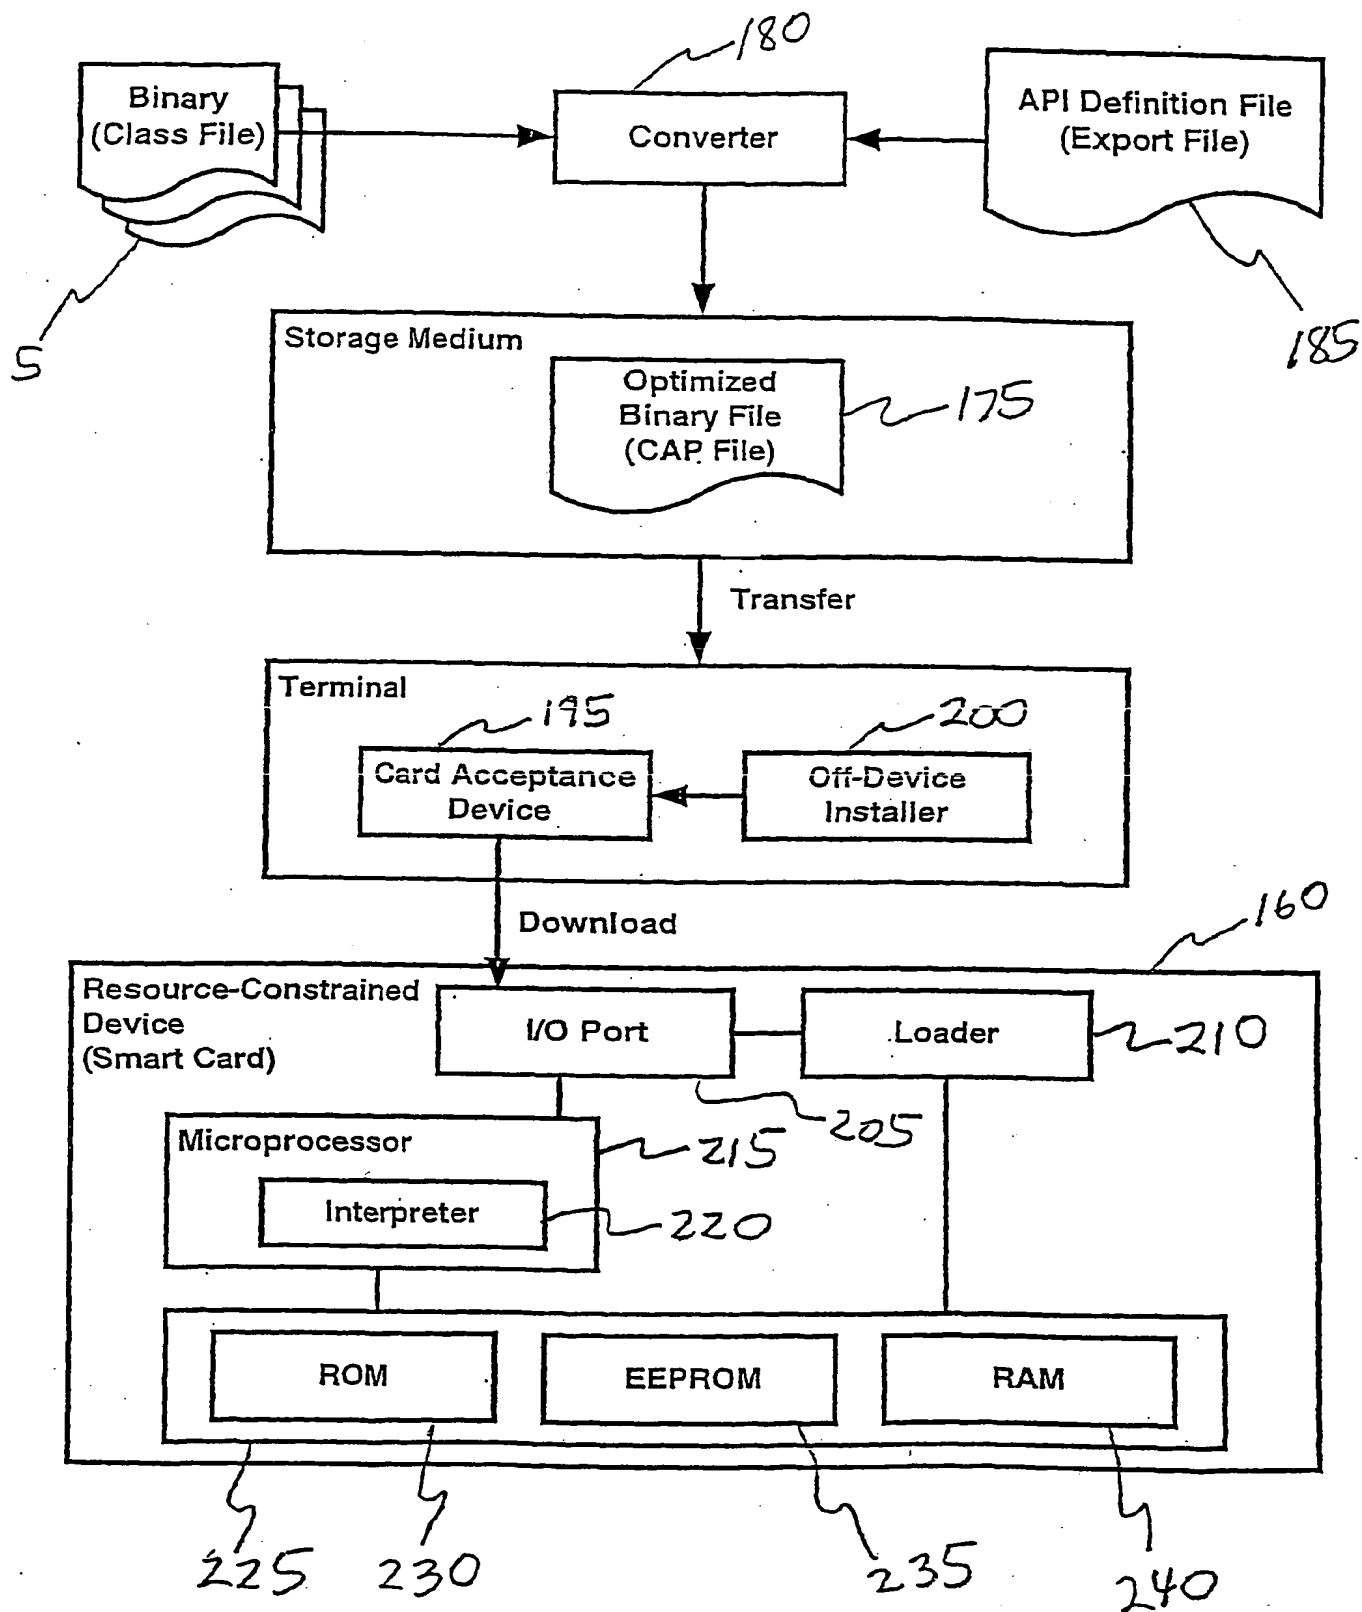 180
Binary
(Class File)
Converter
API Definition File
(Export File)
5
185
Storage Medium
Optimized
Binary File
(CAP File)
175
Transfer
Terminal
195
200
Card Acceptance
Device
Off-Device
Installer
Download
160
Resource-Constrained
Device
(Smart Card)
I/O Port
Loader
210
205
Microprocessor
215
Interpreter
220
ROM
EEPROM
RAM
225
230
235
240